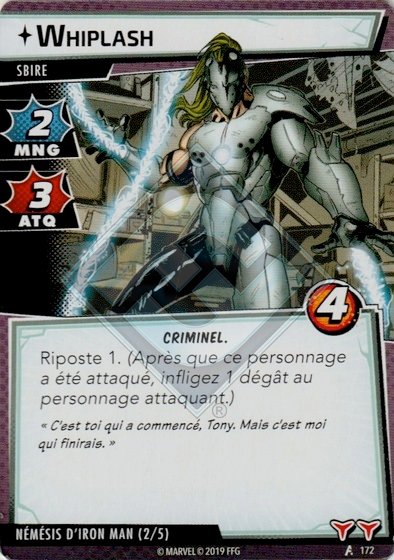 WHIPLASH
SBIRE
2
MNG
3
ATQ
4
CRIMINEL.
Riposte 1. (Après que ce personnage
a été attaqué, infligez 1 dégât au
personnage attaquant.)
« C'est toi qui a commencé, Tony. Mais c'est moi
qui finirais. »
®
NÉMÉSIS D'IRON MAN (2/5)
© MARVEL © 2019 FFG
172